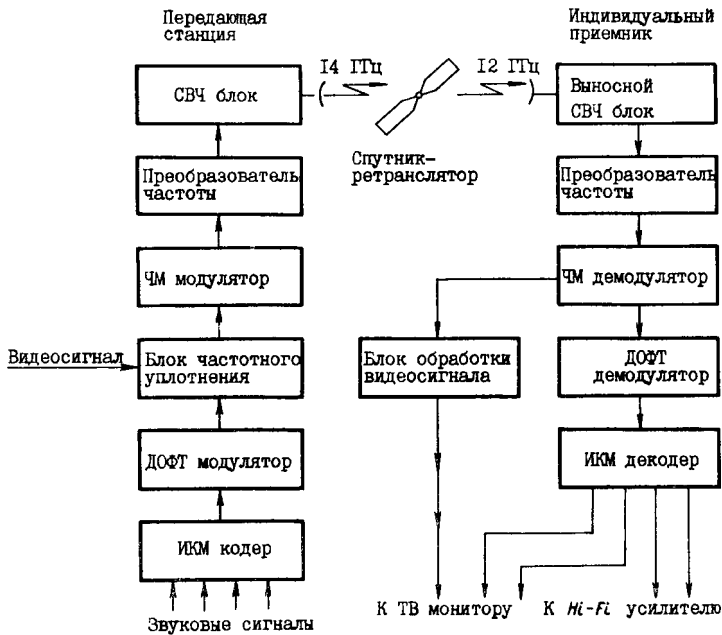 Передающая
станция
Индивидуальный
приемник
СВЧ блок
14 ГГц
12 ГГц
Выносной
СВЧ блок
Спутник-
ретранслятор
Преобразователь
частоты
Преобразователь
частоты
ЧМ модулятор
ЧМ демодулятор
Видеосигнал
Блок частотного
уплотнения
Блок обработки
видеосигнала
ДОФТ
демодулятор
ДОФТ модулятор
ИКМ декодер
ИКМ кодер
Звуковые сигналы
К ТВ монитору
К Hi-Fi усилителю